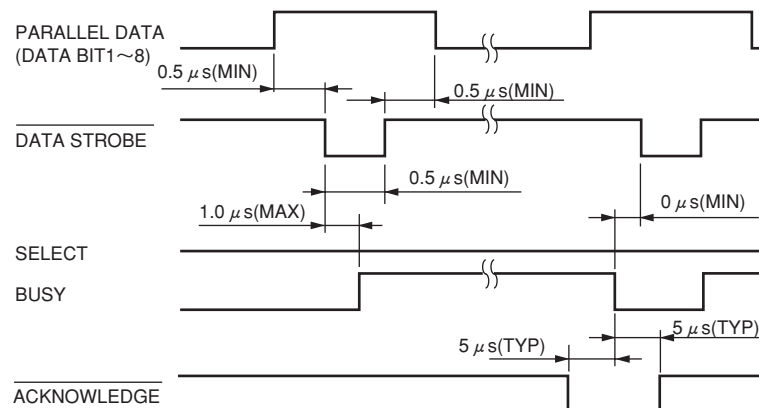 PARALLEL DATA
(DATA BIT1～8)
0.5 μs(MIN)
0.5 μs(MIN)
DATA STROBE
0.5 μs(MIN)
1.0 μs(MAX)
0 μs(MIN)
SELECT
BUSY
5 μs(TYP)
5 μs(TYP)
ACKNOWLEDGE